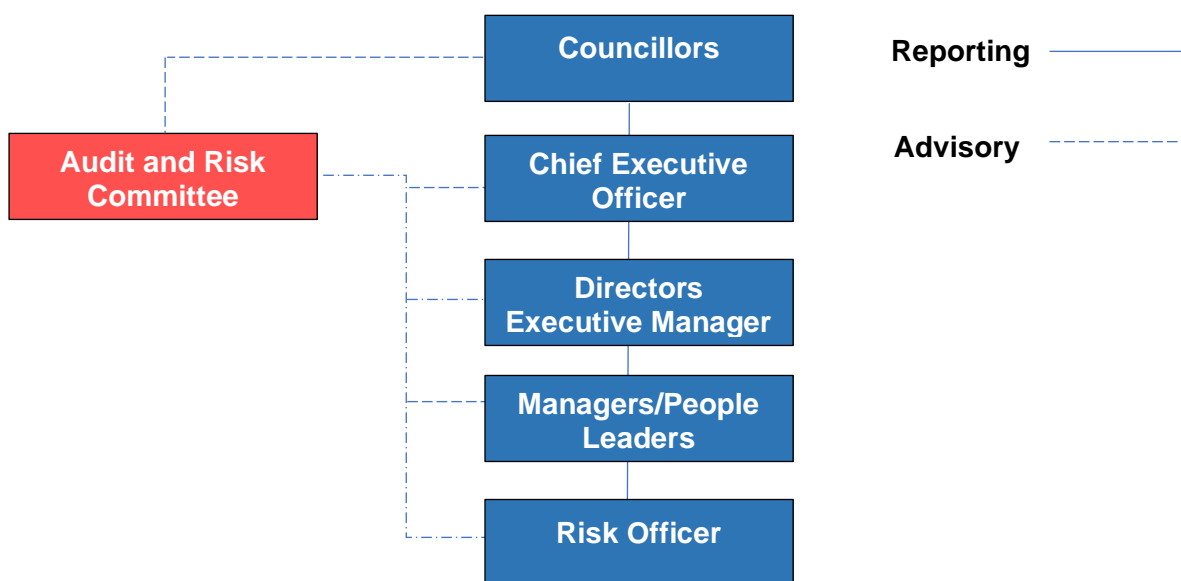 Councillors
Reporting
Audit and Risk
Committee
Chief Executive
Officer
Advisory
Directors
Executive Manager
Managers/People
Leaders
Risk Officer